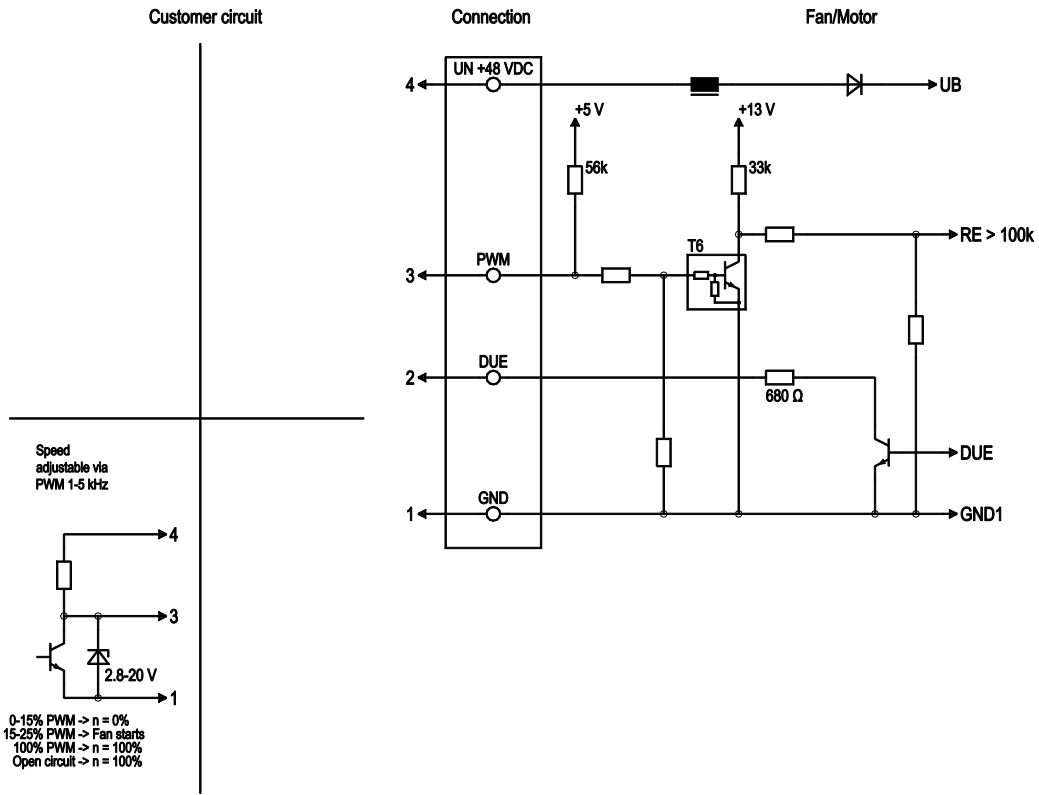 Customer circuit
Connection
Fan/Motor
UN +48 VDC
4
UB
+5 V
+13 V
56k
33k
RE > 100k
T6
PWM
3
DUE
2
680 Ω
DUE
GND
1
GND1
Speed
adjustable via
PWM 1-5 kHz
4
3
2.8-20 V
1
0-15% PWM -> n = 0%
15-25% PWM -> Fan starts
100% PWM -> n = 100%
Open circuit -> n = 100%